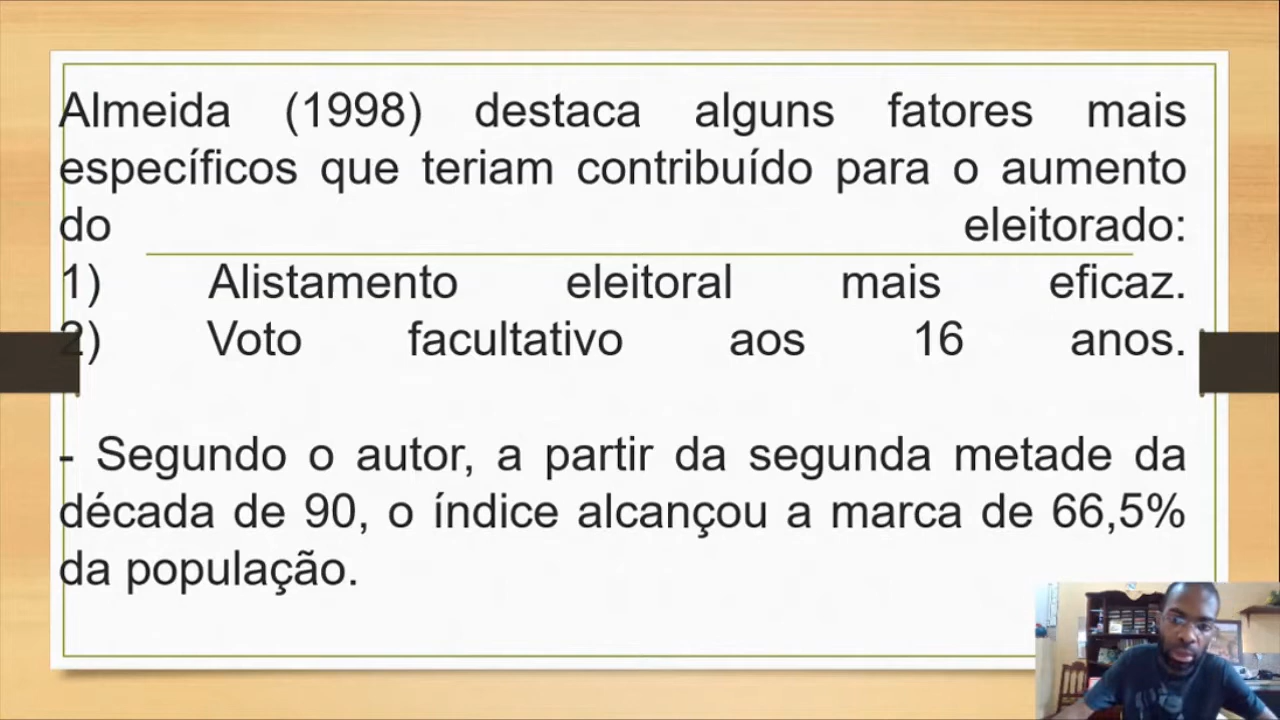 Almeida (1998) destaca alguns fatores mais
específicos que teriam contribuído para o aumento
do eleitorado:
1) Alistamento eleitoral mais eficaz.
2) Voto facultativo aos 16 anos.
- Segundo o autor, a partir da segunda metade da
década de 90, o índice alcançou a marca de 66,5%
da população.